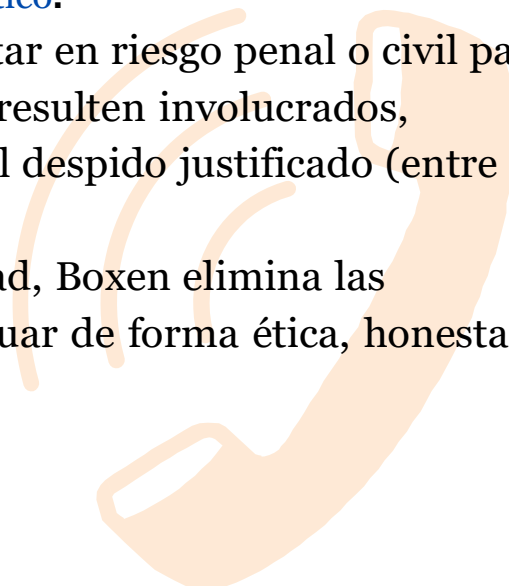 tico.
tar en riesgo penal o civil pa
resulten involucrados,
l despido justificado (entre
ad, Boxen elimina las
uar de forma ética, honesta